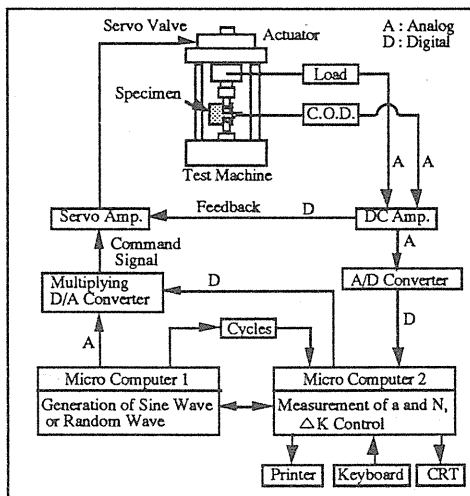 Servo Valve
Actuator
A : Analog
D : Digital
Load
Specimen
C.O.D.
Test Machine
A
A
Feedback
D
Servo Amp.
DC Amp.
Command
Signal
A
Multiplying
D/A Converter
D
A/D Converter
A
Cycles
D
Micro Computer 1
Micro Computer 2
Generation of Sine Wave
or Random Wave
Measurement of a and N,
△K Control
Printer
Keyboard
CRT